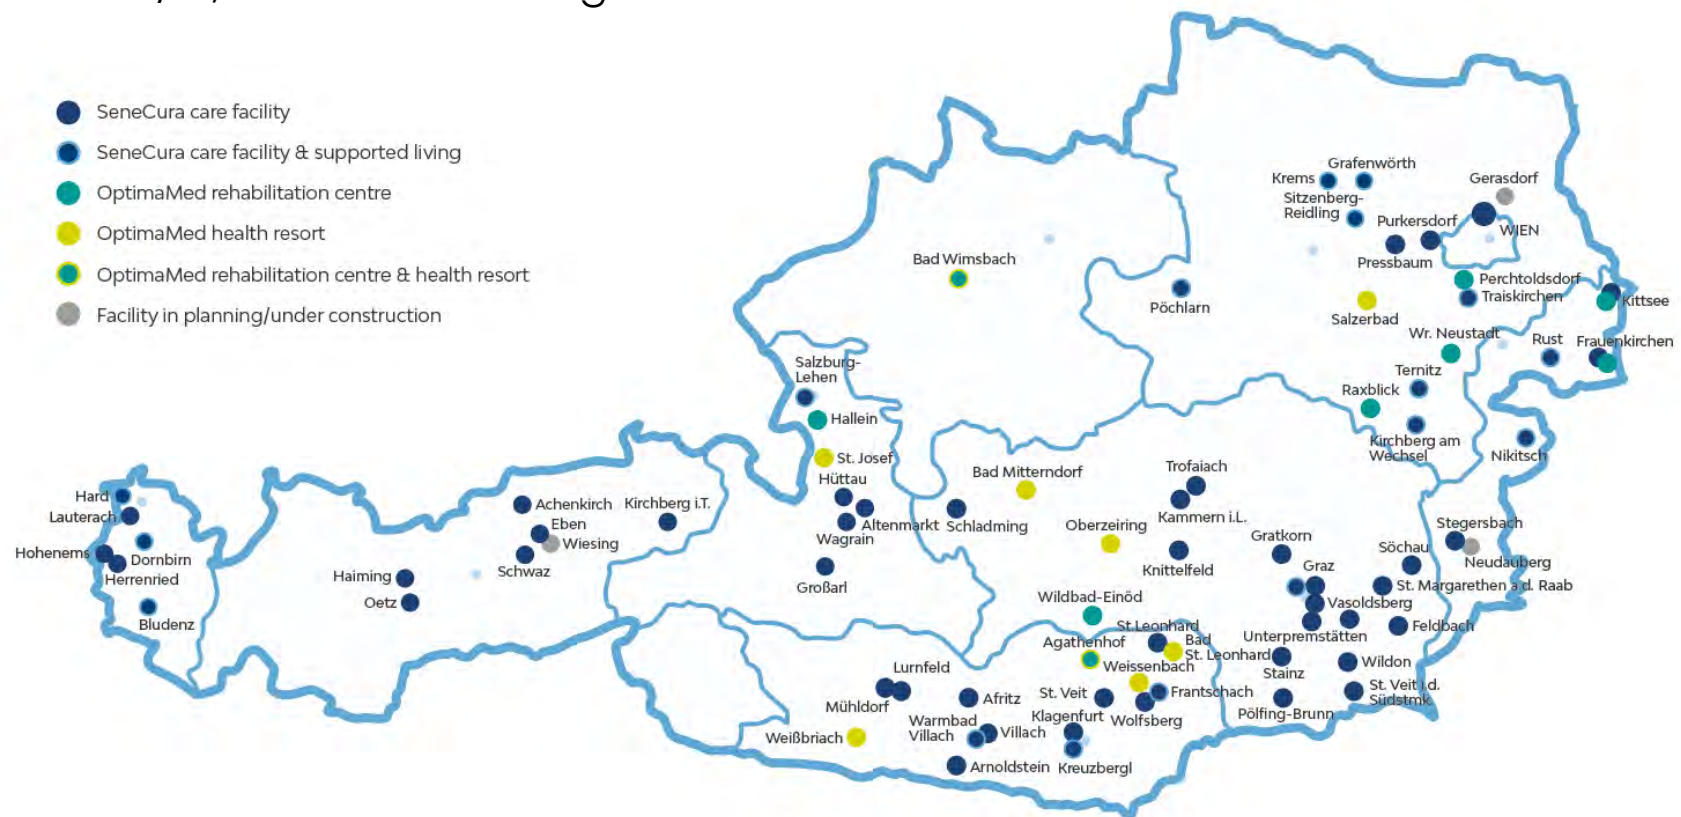 SeneCura care facility
SeneCura care facility & supported living
OptimaMed rehabilitation centre
OptimaMed health resort
OptimaMed rehabilitation centre & health resort
Facility in planning/under construction
Grafenwörth
Krems
Sitzenberg-
Reidling
Gerasdorf
Purkersdorf
WIEN
Pressbaum
Bad Wimsbach
Perchtoldsdorf
Traiskirchen
Kittsee
Pöchlarn
Salzerbad
Wr. Neustadt
Rust
Frauenkirchen
Salzburg-
Lehen
Ternitz
Raxblick
Hallein
Kirchberg am
Wechsel
Nikitsch
St. Josef
Hüttau
Bad Mitterndorf
Trofaiach
Hard
Lauterach
Achenkirch
Kirchberg i.T.
Eben
Wiesing
Altenmarkt
Schladming
Wagrain
Oberzeiring
Kammern i.L.
Stegersbach
Gratkorn
Söchau
Neudauberg
Hohenems
Dornbirn
Herrenried
Schwaz
Haiming
Oetz
Großarl
Knittelfeld
Graz
St. Margarethen a.d. Raab
Vasoldsberg
Wildbad-Einöd
Bludenz
St.Leonhard
Feldbach
Unterpremstätten
Agathenhof
Bad
St. Leonhard
Weissenbach
Stainz
Wildon
Lurnfeld
Mühldorf
Afritz
St. Veit
Frantschach
Wolfsberg
St. Veit i.d.
Südstmk.
Pölfing-Brunn
Weißbriach
Warmbad
Villach
Villach
Klagenfurt
Arnoldstein
Kreuzbergl